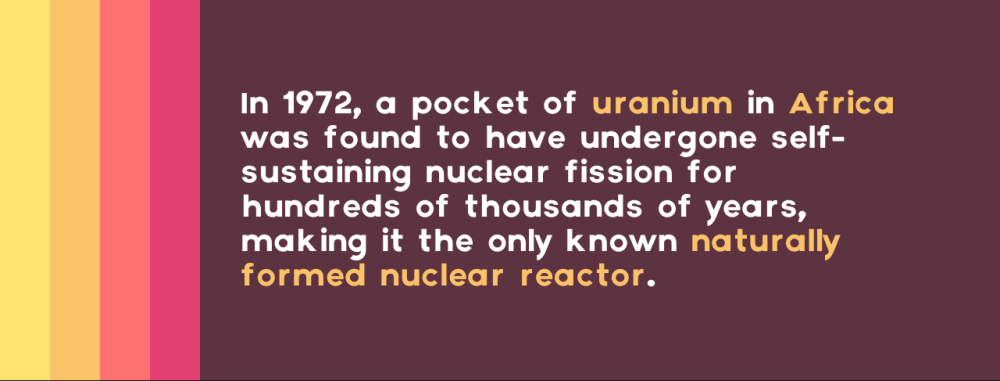 In 1972, a pocket of uranium in Africa
was found to have undergone self-
sustaining nuclear fission for
hundreds of thousands of years,
making it the only known naturally
formed nuclear reactor.